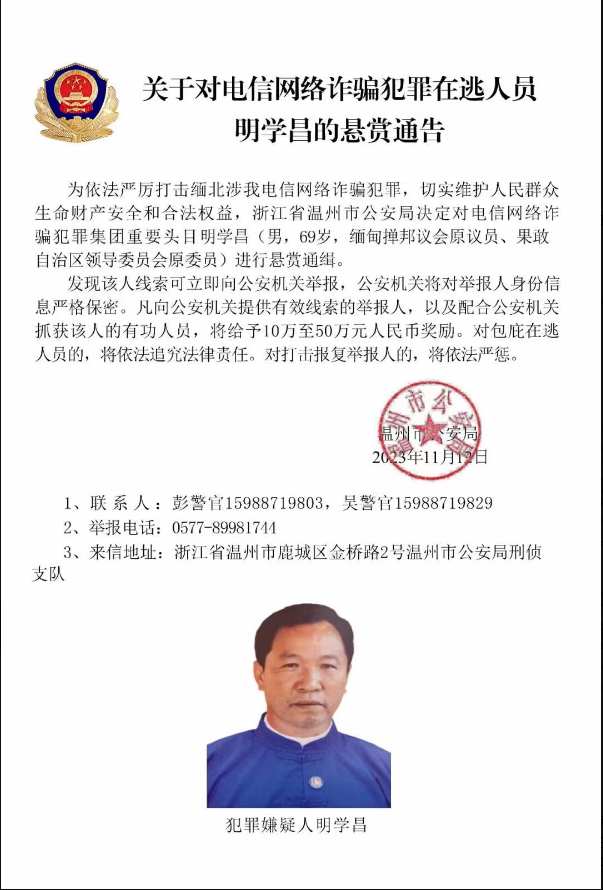 关于对电信网络诈骗犯罪在逃人员
明学昌的悬赏通告
为依法严厉打击缅北涉我电信网络诈骗犯罪，切实维护人民群众
生命财产安全和合法权益，浙江省温州市公安局决定对电信网络诈
骗犯罪集团重要头目明学昌（男，69岁，缅甸掸邦议会原议员、果敢
自治区领导委员会原委员）进行悬赏通缉。
发现该人线索可立即向公安机关举报，公安机关将对举报人身份信
息严格保密。凡向公安机关提供有效线索的举报人，以及配合公安机关
抓获该人的有功人员，将给予10万至50万元人民币奖励。对包庇在逃
人员的，将依法追究法律责任。对打击报复举报人的，将依法严惩。
温州市公安局
温州市公安局
2023年11月12日
1、联系人：彭警官15988719803，吴警官15988719829
2、举报电话：0577-89981744
3、来信地址：浙江省温州市鹿城区金桥路2号温州市公安局刑侦
支队
犯罪嫌疑人明学昌